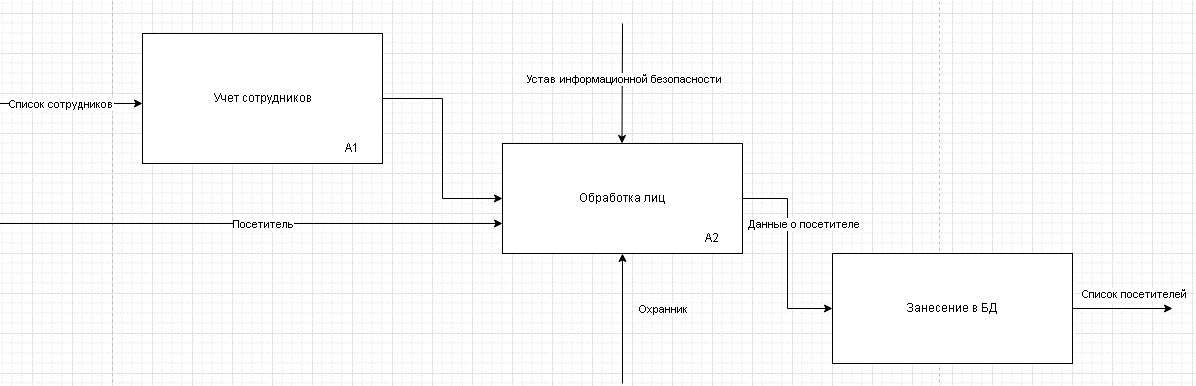 Устав информационной безопасности
Список сотрудников
Учет сотрудников
A1
Обработка лиц
A2
Посетитель
Данные о посетителе
Охранник
Занесение в БД
Список посетителей